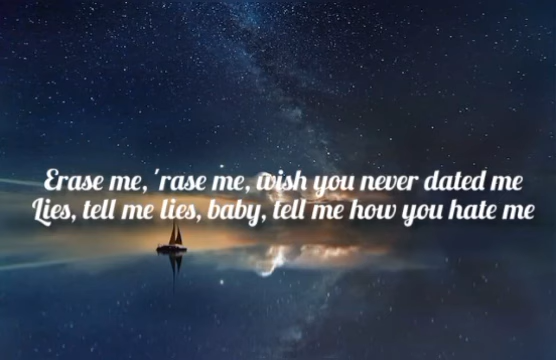 Erase me, 'rase me, wish you never dated me
Lies, tell me lies, baby, tell me how you hate me